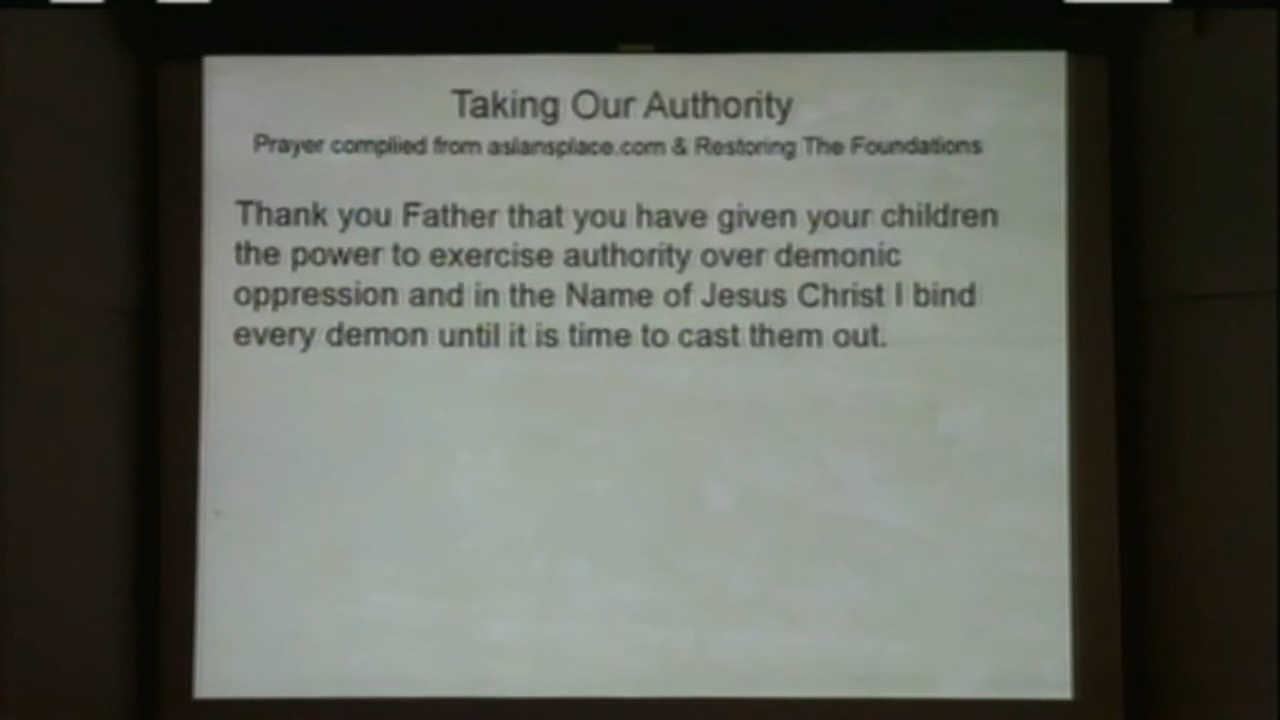 Taking Our Authority
Prayer complied from aslansplace.com & Restoring The Foundations
Thank you Father that you have given your children
the power to exercise authority over demonic
oppression and in the Name of Jesus Christ I bind
every demon until it is time to cast them out.